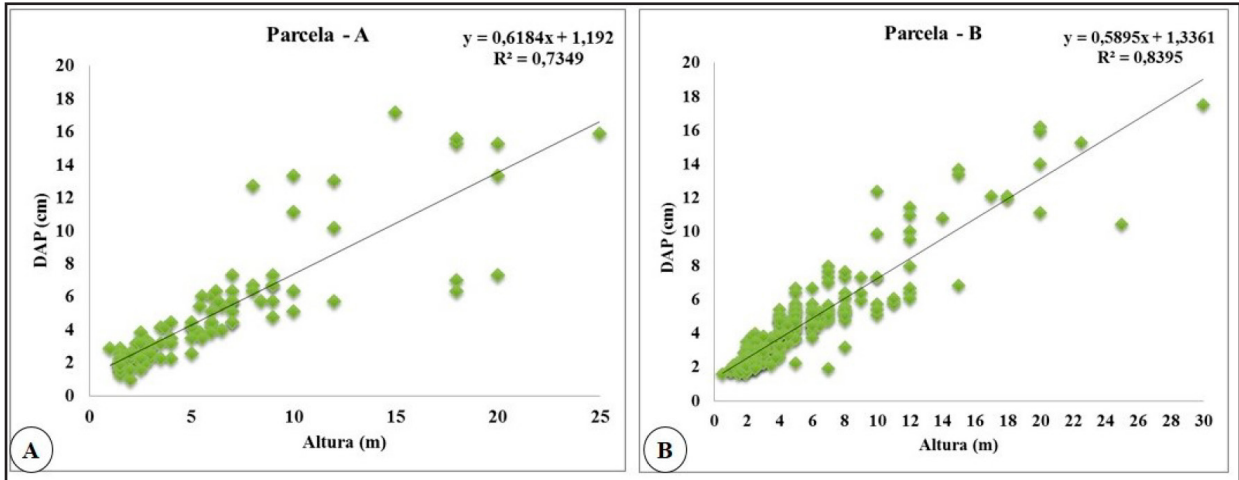 Parcela - A
y = 0,6184x + 1,192
R² = 0,7349
DAP (cm)
20
18
16
14
12
10
8
6
4
2
0
0 5 10 15 20 25
Altura (m)
A
Parcela - B
y = 0,5895x + 1,3361
R² = 0,8395
DAP (cm)
20
18
16
14
12
10
8
6
4
2
0
0 2 4 6 8 10 12 14 16 18 20 22 24 26 28 30
Altura (m)
B